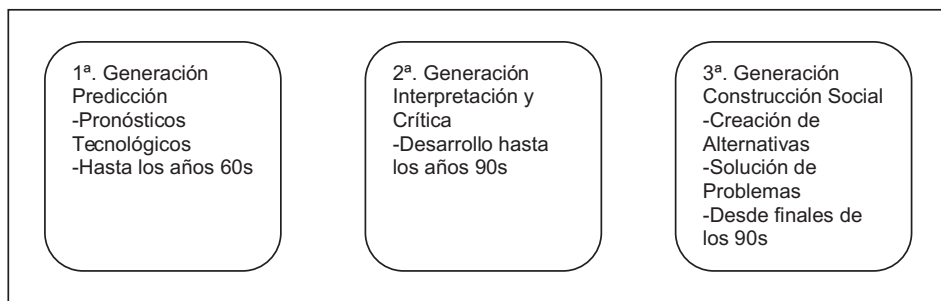 1ª. Generación
Predicción
-Pronósticos
Tecnológicos
-Hasta los años 60s
2ª. Generación
Interpretación y
Crítica
-Desarrollo hasta
los años 90s
3ª. Generación
Construcción Social
-Creación de
Alternativas
-Solución de
Problemas
-Desde finales de
los 90s